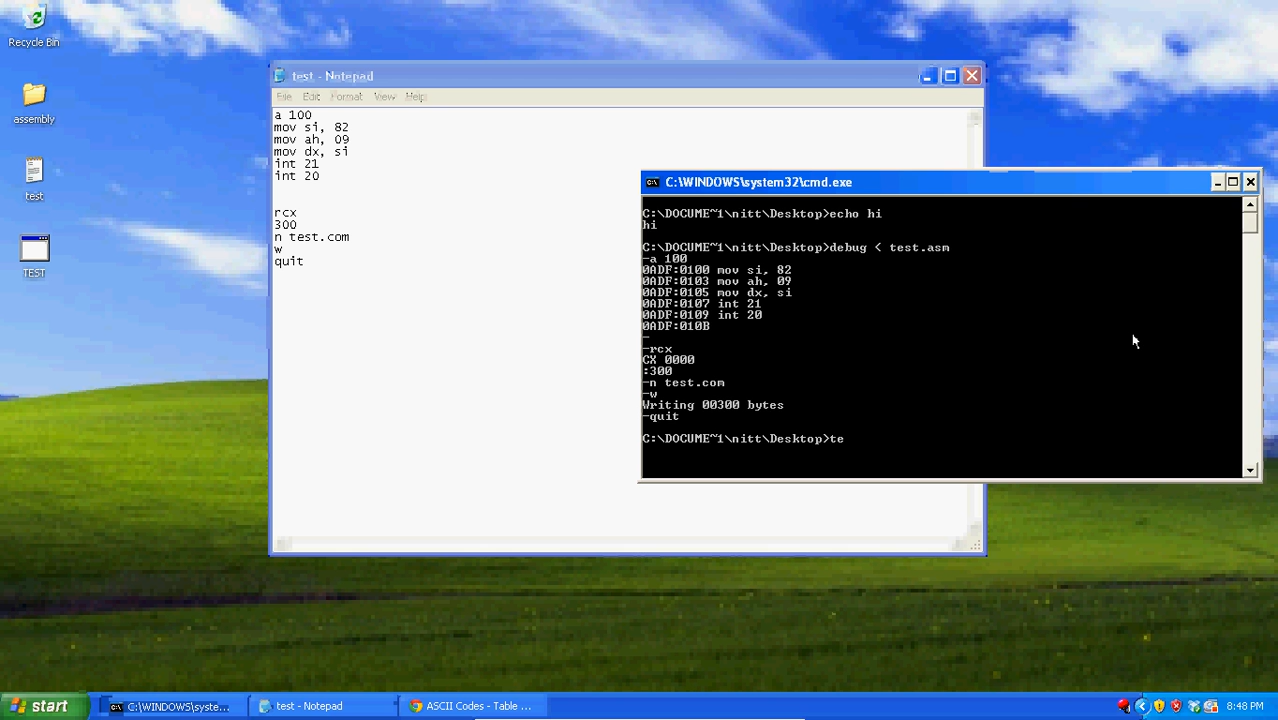 Recycle Bin
assembly
test
TEST
test - Notepad
File Edit Format View Help
a 100
mov si, 82
mov ah, 09
mov dx, si
int 21
int 20
rcx
300
n test.com
w
quit
C:\WINDOWS\system32\cmd.exe
C:\DOCUME~1\nitt\Desktop>echo hi
hi
C:\DOCUME~1\nitt\Desktop>debug < test.asm
-a 100
0ADF:0100 mov si, 82
0ADF:0103 mov ah, 09
0ADF:0105 mov dx, si
0ADF:0107 int 21
0ADF:0109 int 20
0ADF:010B
-
-rcx
CX 0000
:300
-n test.com
-w
Writing 00300 bytes
-quit
C:\DOCUME~1\nitt\Desktop>te
start
C:\WINDOWS\syste...
test - Notepad
ASCII Codes - Table ...
8:48 PM